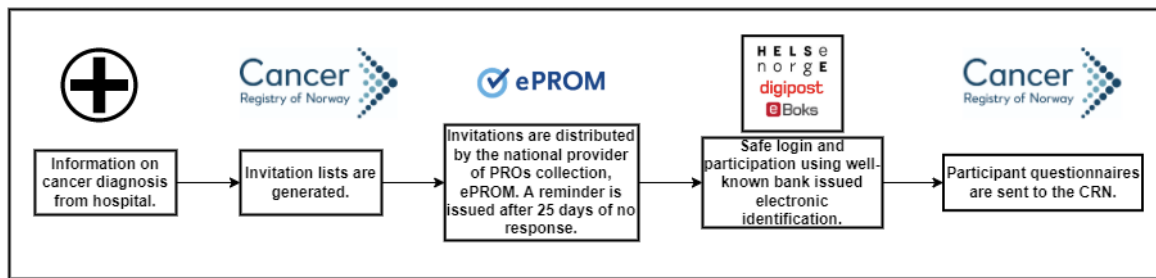 Cancer
Registry of Norway
ePROM
HELSe
norgE
digipost
eBoks
Cancer
Registry of Norway
Information on
cancer diagnosis
from hospital.
Invitation lists are
generated.
Invitations are distributed
by the national provider
of PROs collection,
ePROM. A reminder is
issued after 25 days of no
response.
Safe login and
participation using well-
known bank issued
electronic
identification.
Participant questionnaires
are sent to the CRN.